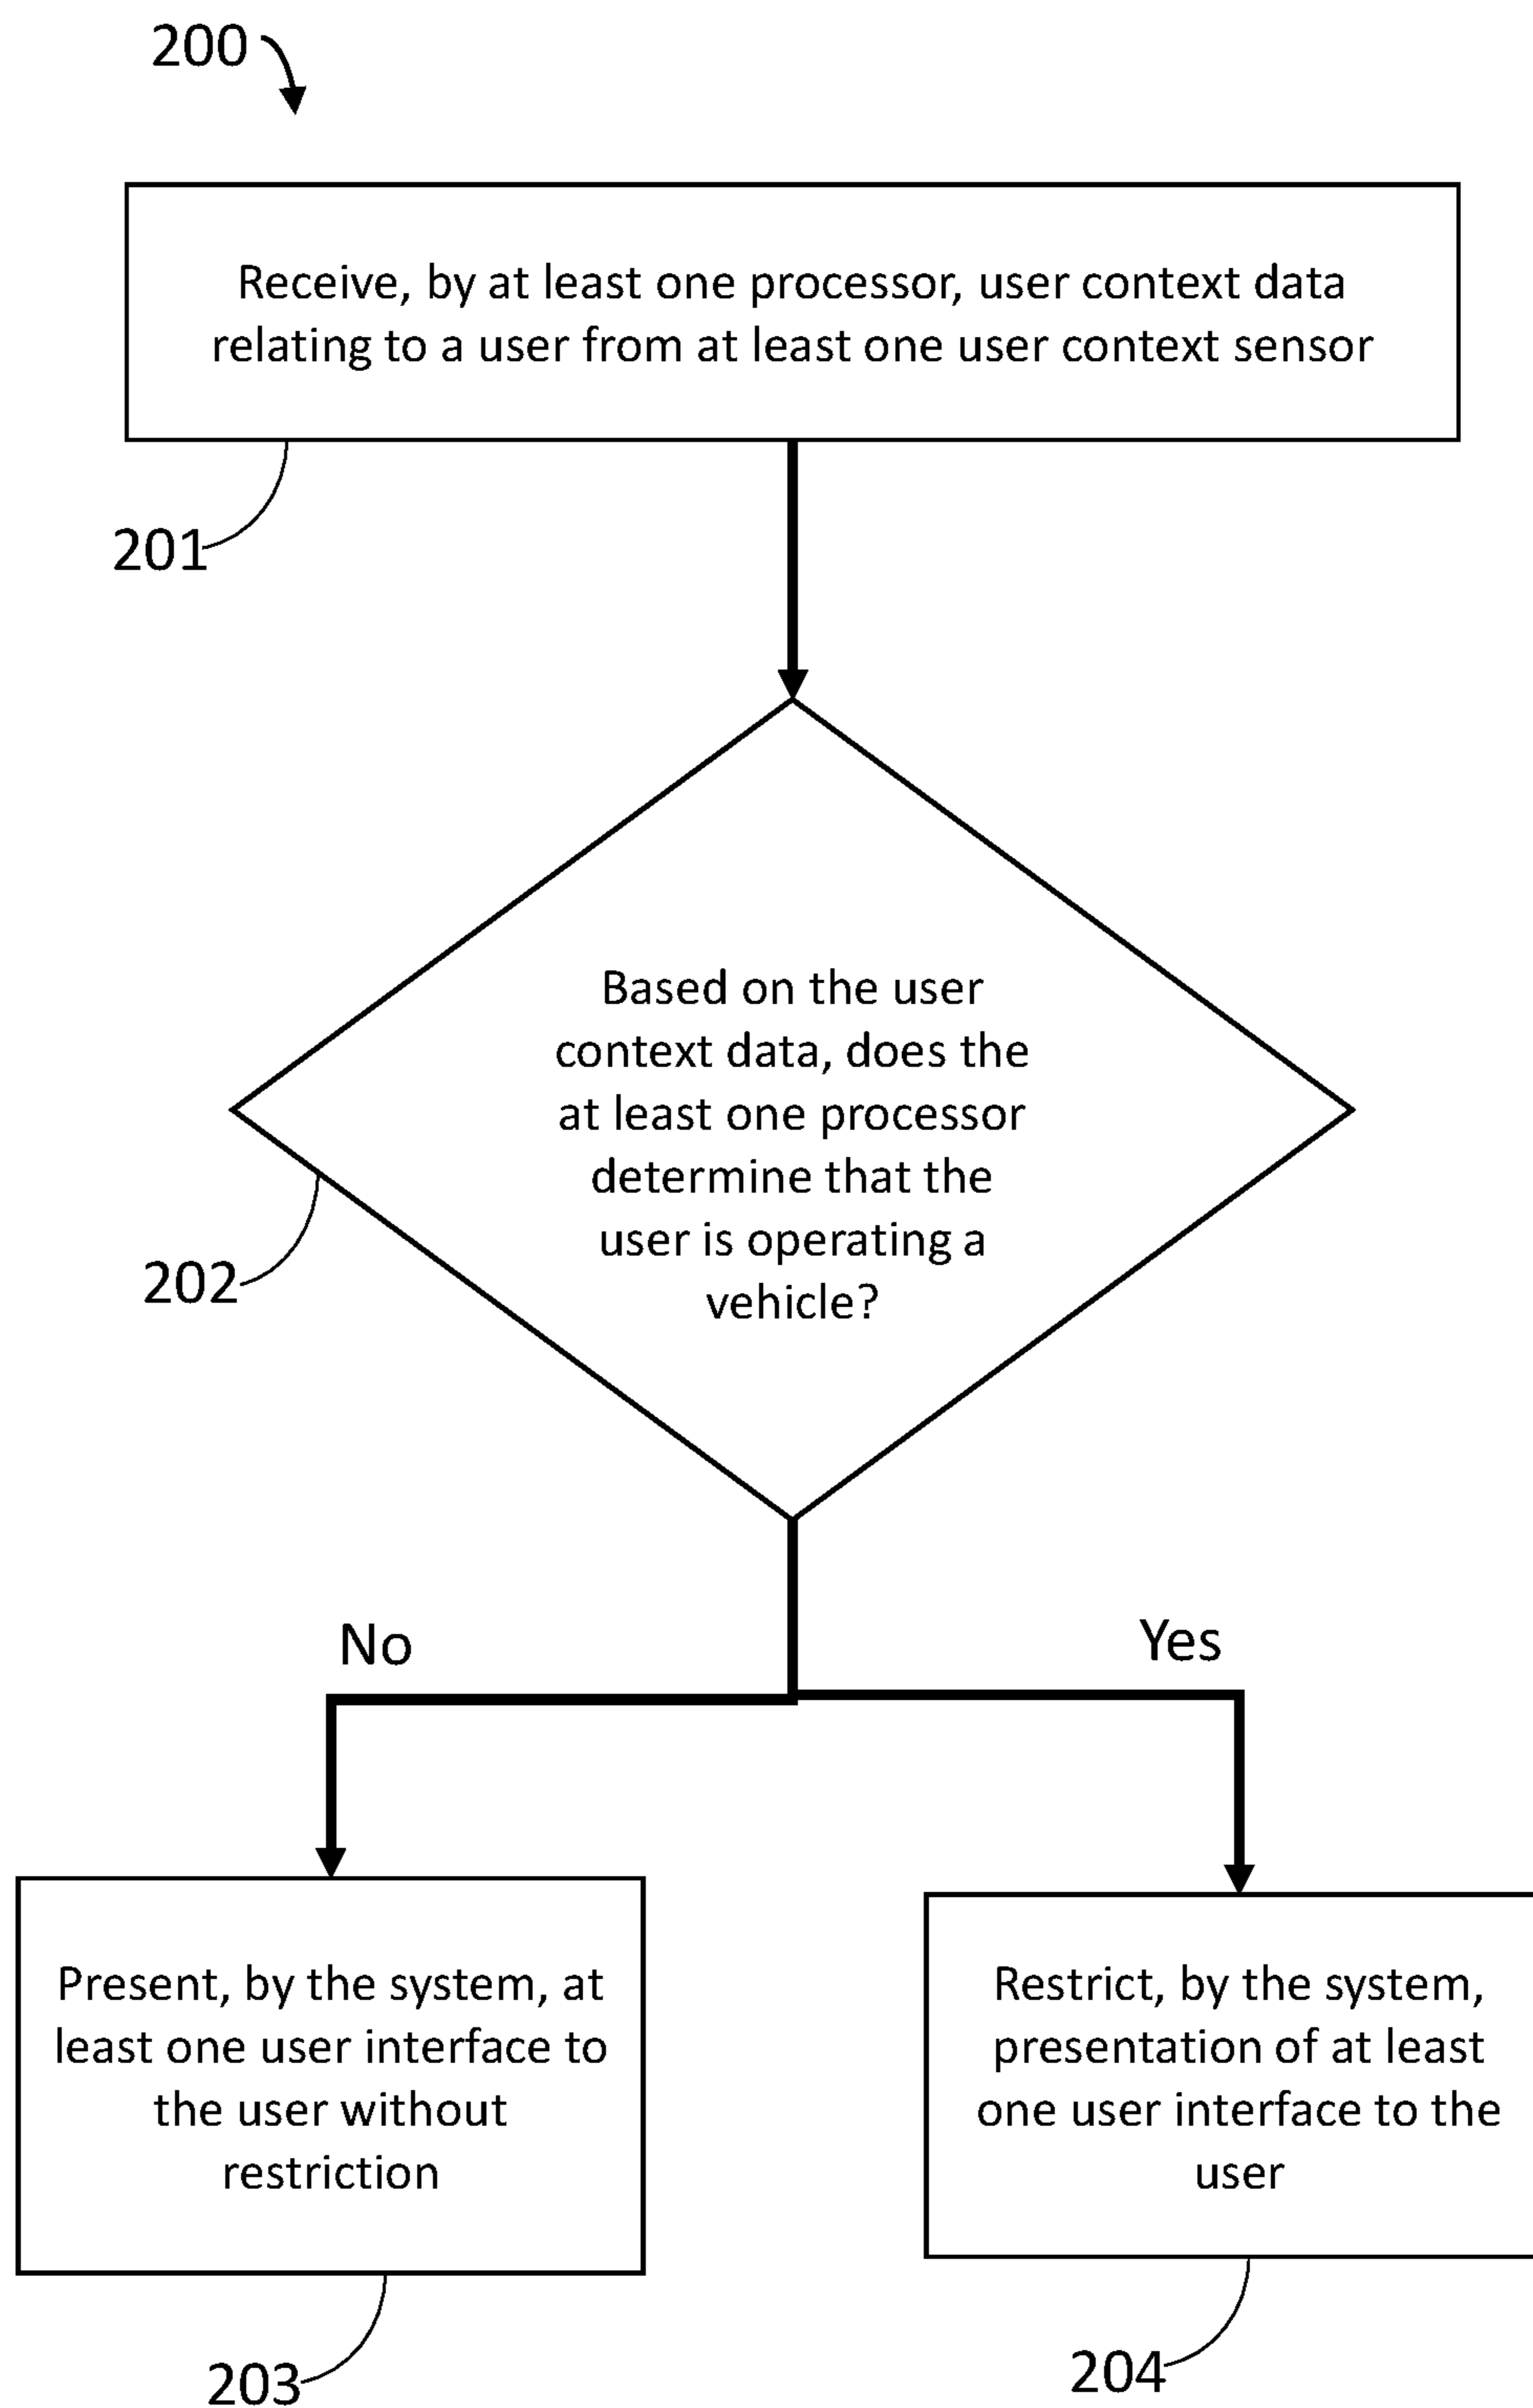 200
Receive, by at least one processor, user context data
relating to a user from at least one user context sensor
201
Based on the user
context data, does the
at least one processor
determine that the
user is operating a
vehicle?
202
No
Yes
Present, by the system, at
least one user interface to
the user without
restriction
203
Restrict, by the system,
presentation of at least
one user interface to the
user
204